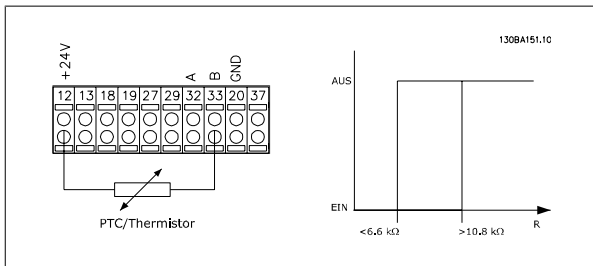 130BA151.10
+24V
A
B
GND
12 13 18 19 27 29 32 33 20 37
PTC/Thermistor
AUS
EIN
<6.6 kΩ
>10.8 kΩ
R